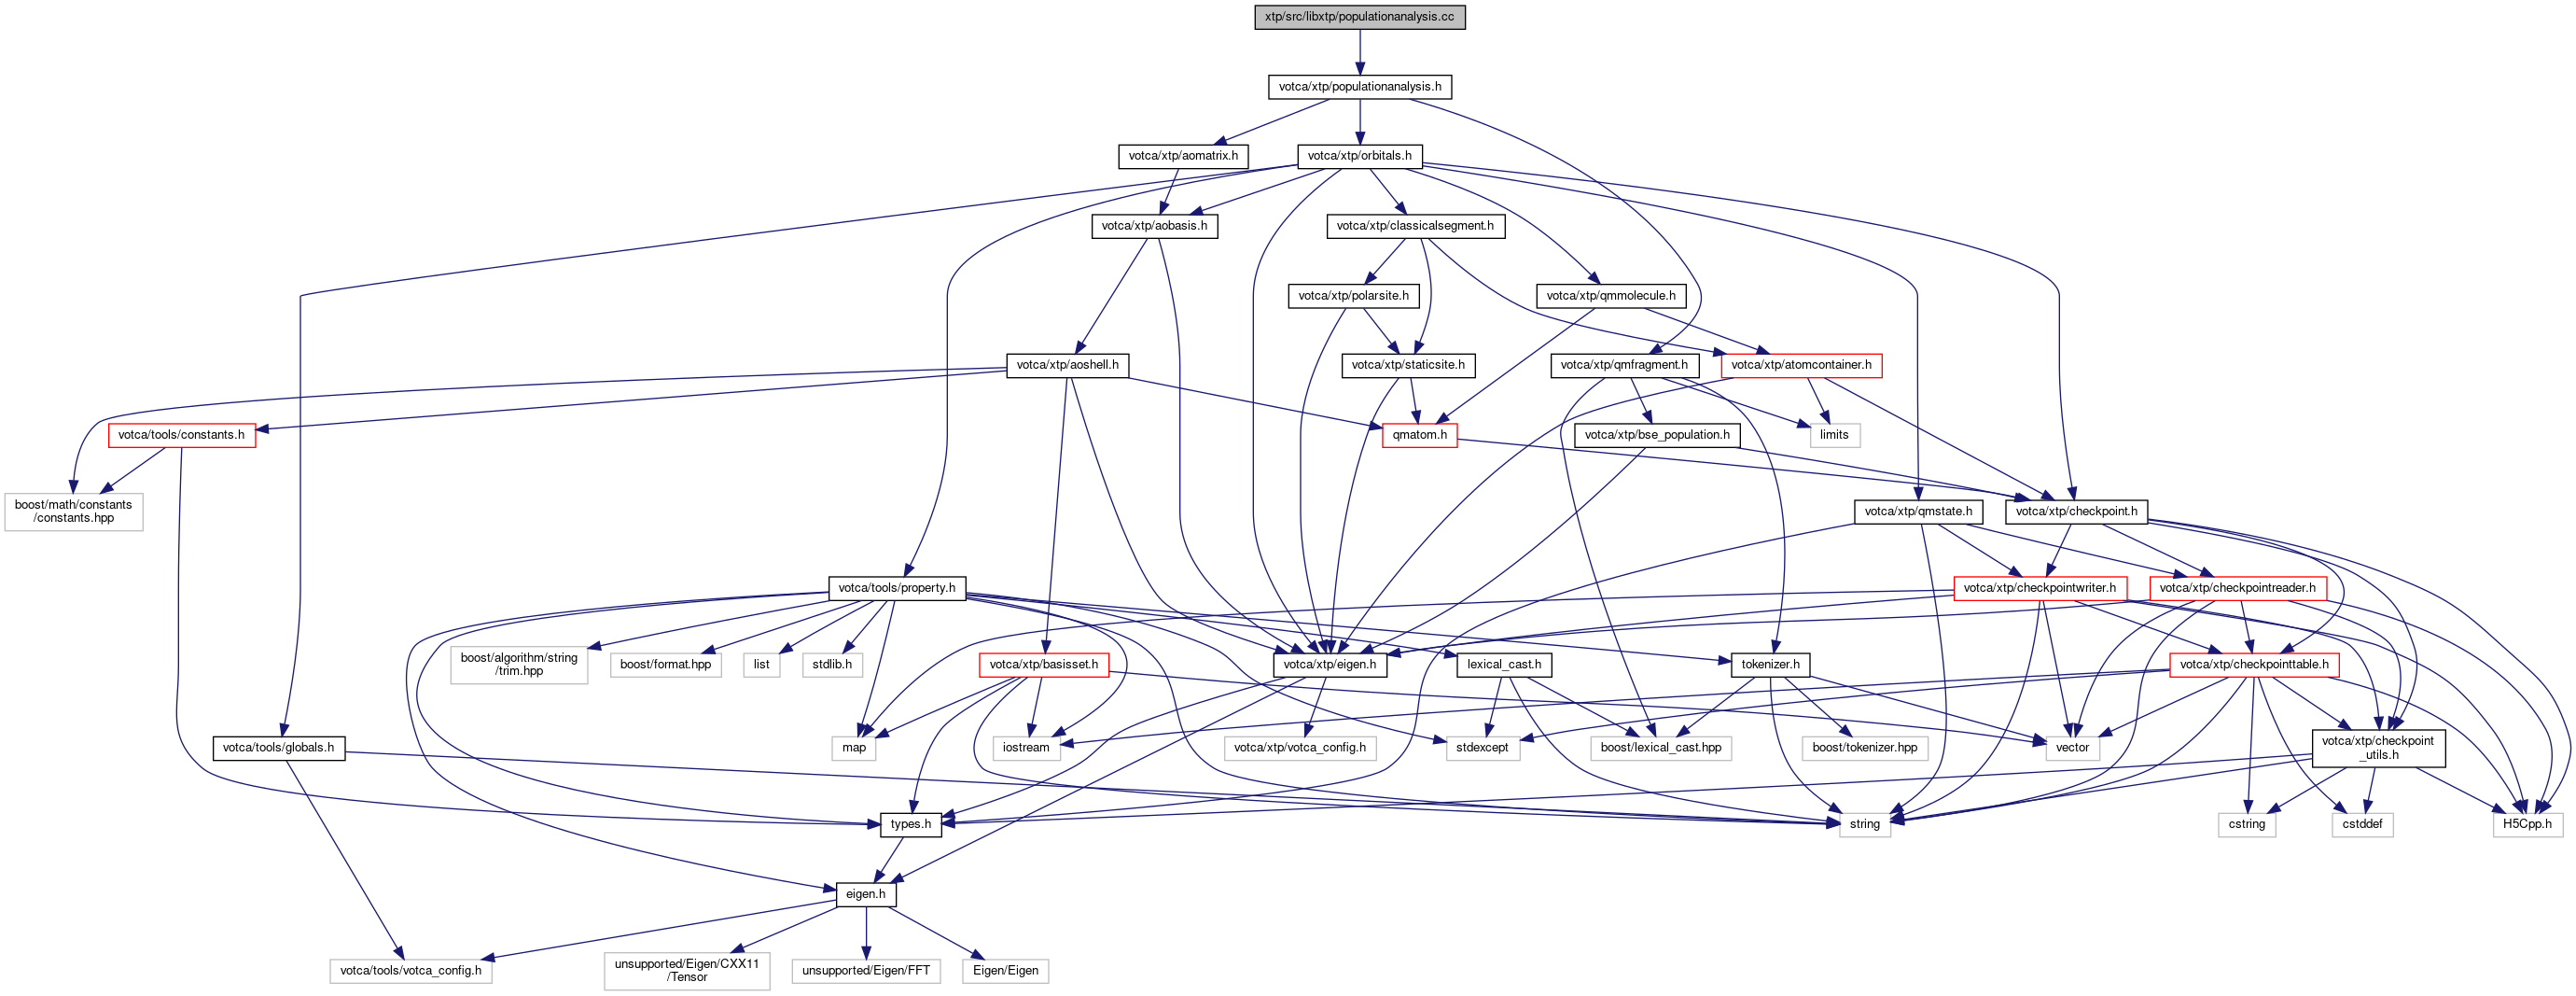 xtp/src/libxtp/populationanalysis.cc
votca/xtp/populationanalysis.h
votca/xtp/aomatrix.h
votca/xtp/orbitals.h
votca/xtp/aobasis.h
votca/xtp/classicalsegment.h
votca/xtp/polarsite.h
votca/xtp/qmmolecule.h
votca/xtp/aoshell.h
votca/xtp/staticsite.h
votca/xtp/qmfragment.h
votca/xtp/atomcontainer.h
votca/tools/constants.h
qmatom.h
votca/xtp/bse_population.h
limits
boost/math/constants
/constants.hpp
votca/xtp/qmstate.h
votca/xtp/checkpoint.h
votca/tools/property.h
votca/xtp/checkpointwriter.h
votca/xtp/checkpointreader.h
boost/algorithm/string
/trim.hpp
boost/format.hpp
list
stdlib.h
votca/xtp/basisset.h
votca/xtp/eigen.h
lexical_cast.h
tokenizer.h
votca/xtp/checkpointtable.h
votca/tools/globals.h
map
iostream
votca/xtp/votca_config.h
stdexcept
boost/lexical_cast.hpp
boost/tokenizer.hpp
vector
votca/xtp/checkpoint
_utils.h
types.h
string
cstring
cstddef
H5Cpp.h
eigen.h
votca/tools/votca_config.h
unsupported/Eigen/CXX11
/Tensor
unsupported/Eigen/FFT
Eigen/Eigen